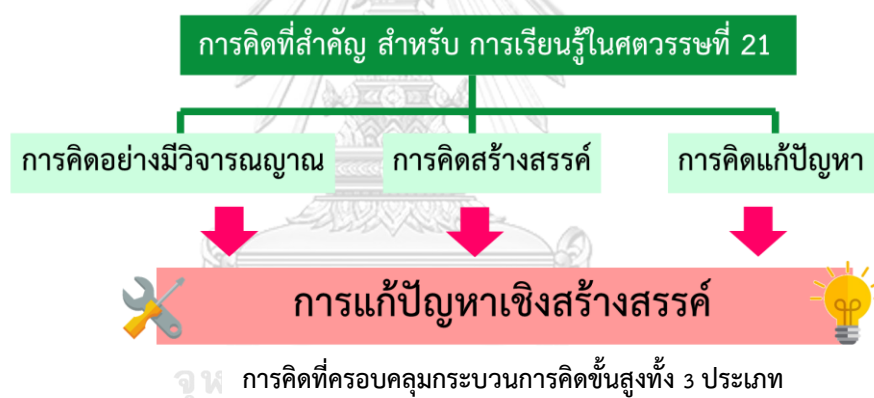 การคิดที่สำคัญ สำหรับ การเรียนรู้ในศตวรรษที่ 21
การคิดอย่างมีวิจารณญาณ
การคิดสร้างสรรค์
การคิดแก้ปัญหา
การแก้ปัญหาเชิงสร้างสรรค์
การคิดที่ครอบคลุมกระบวนการคิดขั้นสูงทั้ง 3 ประเภท